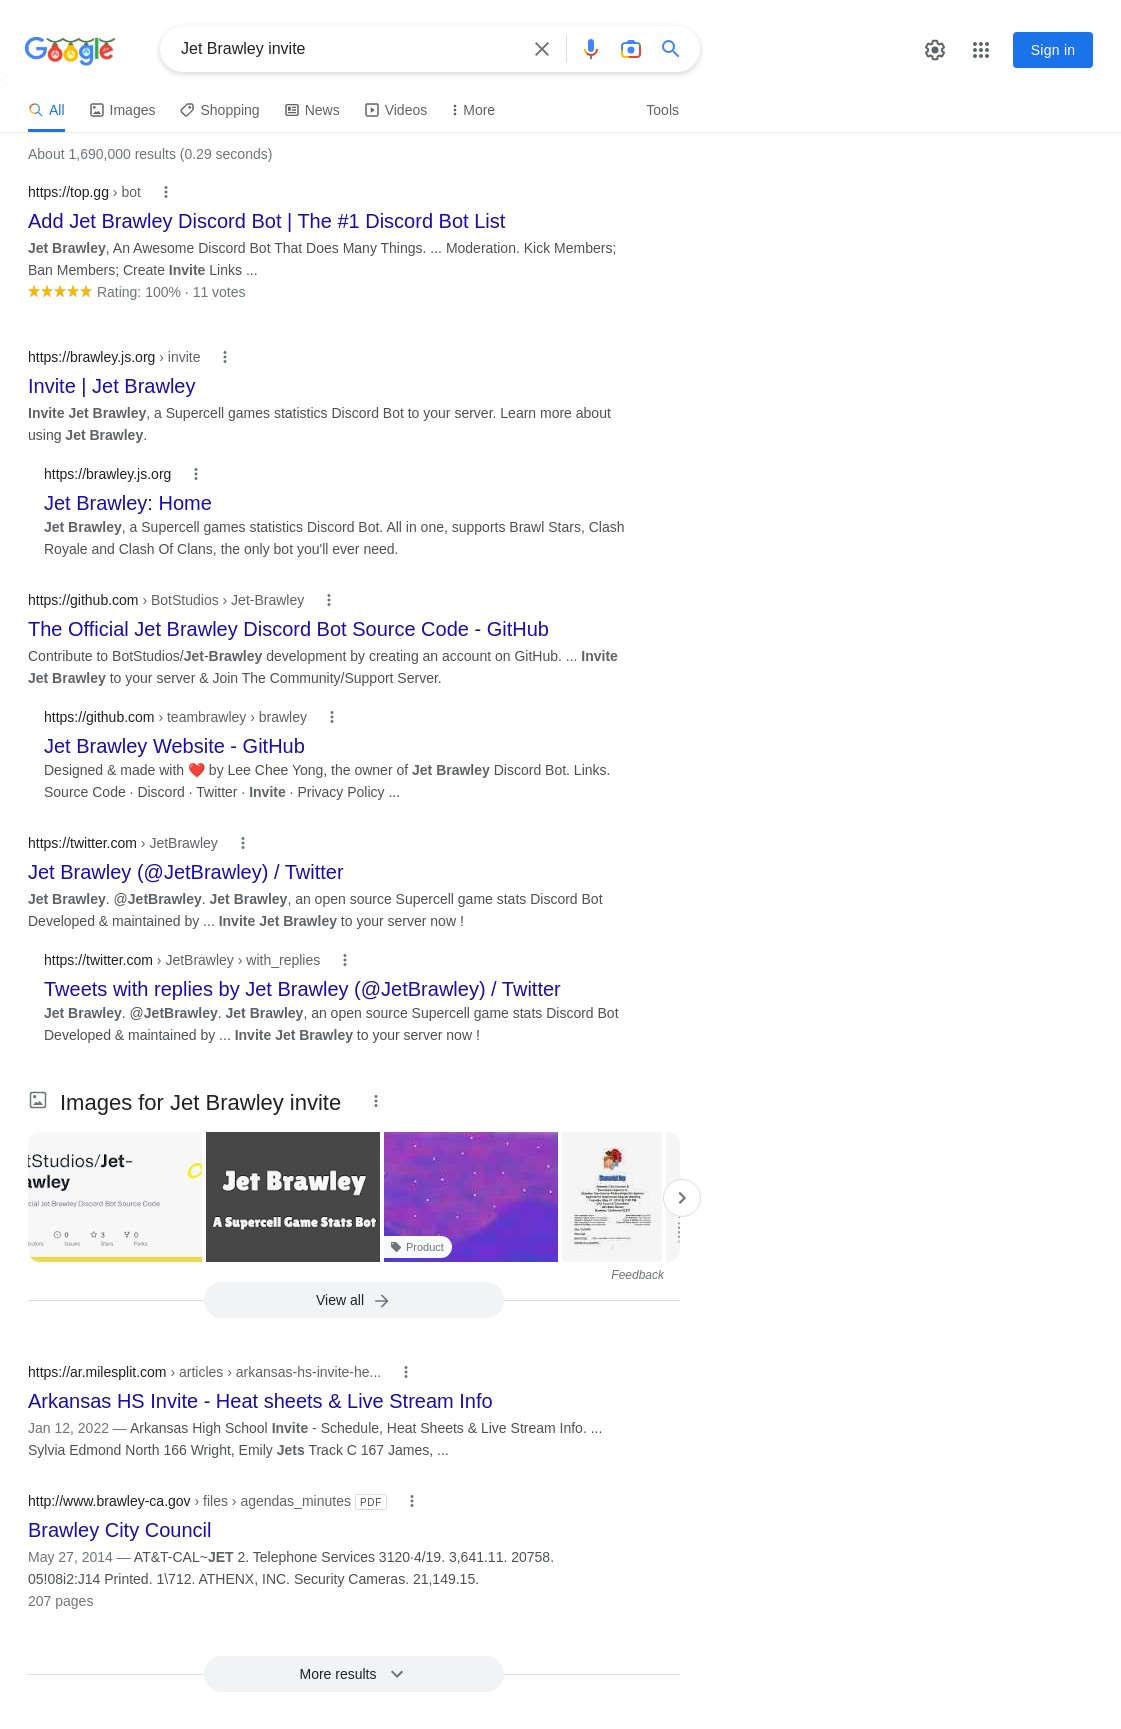 Google
Jet Brawley invite
Sign in
All
Images
Shopping
News
Videos
More
Tools
About 1,690,000 results (0.29 seconds)
https://top.gg › bot
Add Jet Brawley Discord Bot | The #1 Discord Bot List
Jet Brawley, An Awesome Discord Bot That Does Many Things. ... Moderation. Kick Members;
Ban Members; Create Invite Links ...
Rating: 100% · 11 votes
https://brawley.js.org › invite
Invite | Jet Brawley
Invite Jet Brawley, a Supercell games statistics Discord Bot to your server. Learn more about
using Jet Brawley.
https://brawley.js.org
Jet Brawley: Home
Jet Brawley, a Supercell games statistics Discord Bot. All in one, supports Brawl Stars, Clash
Royale and Clash Of Clans, the only bot you'll ever need.
https://github.com › BotStudios › Jet-Brawley
The Official Jet Brawley Discord Bot Source Code - GitHub
Contribute to BotStudios/Jet-Brawley development by creating an account on GitHub. ... Invite
Jet Brawley to your server & Join The Community/Support Server.
https://github.com › teambrawley › brawley
Jet Brawley Website - GitHub
Designed & made with ❤️ by Lee Chee Yong, the owner of Jet Brawley Discord Bot. Links.
Source Code · Discord · Twitter · Invite · Privacy Policy ...
https://twitter.com › JetBrawley
Jet Brawley (@JetBrawley) / Twitter
Jet Brawley. @JetBrawley. Jet Brawley, an open source Supercell game stats Discord Bot
Developed & maintained by ... Invite Jet Brawley to your server now !
https://twitter.com › JetBrawley › with_replies
Tweets with replies by Jet Brawley (@JetBrawley) / Twitter
Jet Brawley. @JetBrawley. Jet Brawley, an open source Supercell game stats Discord Bot
Developed & maintained by ... Invite Jet Brawley to your server now !
Images for Jet Brawley invite
tStudios/Jet-
awley
cial Jet Brawley Discord Bot Source Code
0
3
0
Issues
Stars
Forks
Jet Brawley
A Supercell Game Stats Bot
Product
Feedback
View all
https://ar.milesplit.com › articles › arkansas-hs-invite-he...
Arkansas HS Invite - Heat sheets & Live Stream Info
Jan 12, 2022 — Arkansas High School Invite - Schedule, Heat Sheets & Live Stream Info. ...
Sylvia Edmond North 166 Wright, Emily Jets Track C 167 James, ...
http://www.brawley-ca.gov › files › agendas_minutes PDF
Brawley City Council
May 27, 2014 — AT&T-CAL~JET 2. Telephone Services 3120·4/19. 3,641.11. 20758.
05!08i2:J14 Printed. 1\712. ATHENX, INC. Security Cameras. 21,149.15.
207 pages
More results